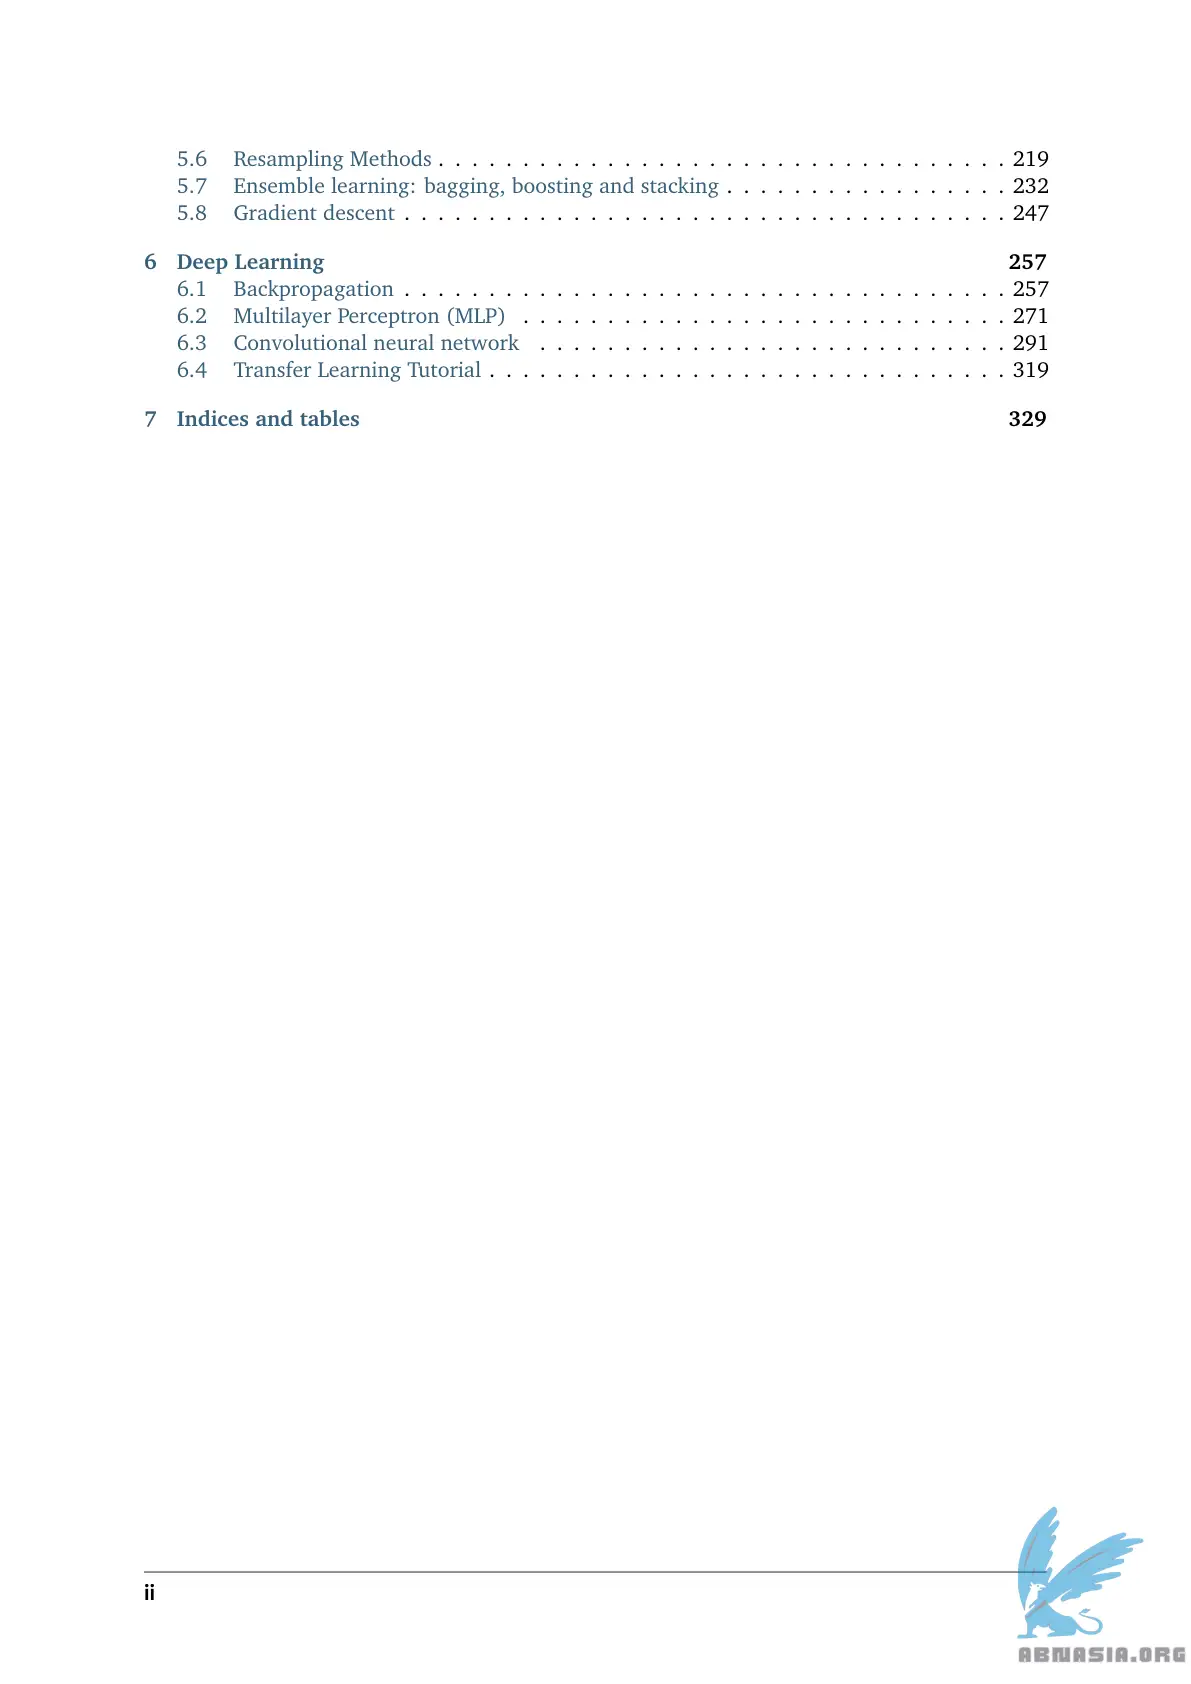 5.6 Resampling Methods . . . . . . . . . . . . . . . . . . . . . . . . . . . . . . . . . . 219
5.7 Ensemble learning: bagging, boosting and stacking . . . . . . . . . . . . . . . . . 232
5.8 Gradient descent . . . . . . . . . . . . . . . . . . . . . . . . . . . . . . . . . . . . 247
6 Deep Learning 257
6.1 Backpropagation . . . . . . . . . . . . . . . . . . . . . . . . . . . . . . . . . . . . 257
6.2 Multilayer Perceptron (MLP) . . . . . . . . . . . . . . . . . . . . . . . . . . . . . 271
6.3 Convolutional neural network . . . . . . . . . . . . . . . . . . . . . . . . . . . . 291
6.4 Transfer Learning Tutorial . . . . . . . . . . . . . . . . . . . . . . . . . . . . . . . 319
7 Indices and tables 329
ii
ABNASIA.ORG